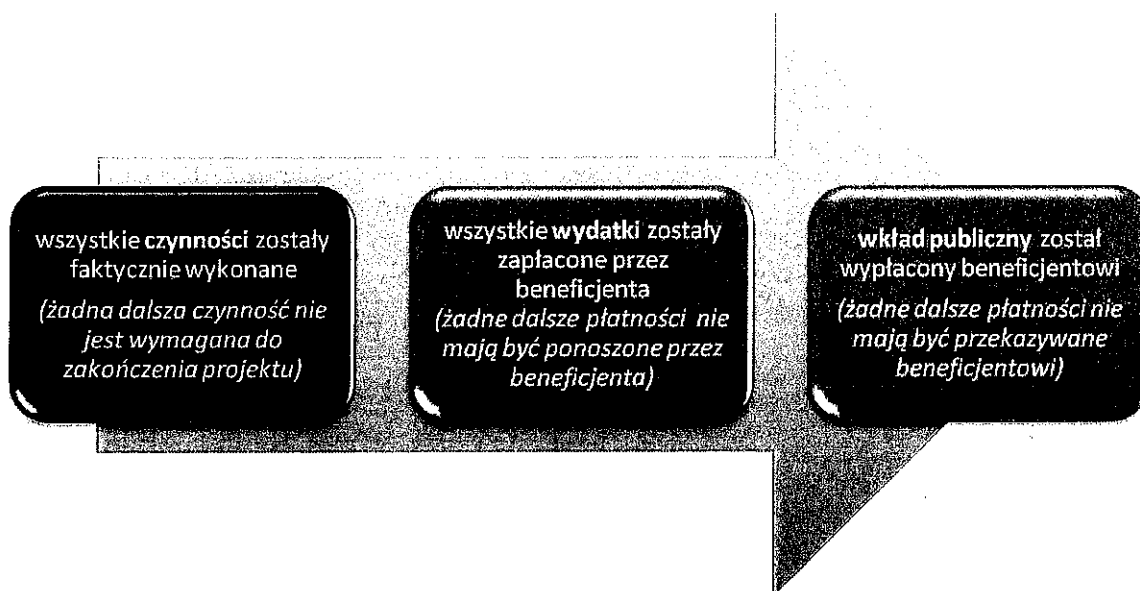 wszystkie czynności zostały
faktycznie wykonane
(żadna dalsza czynność nie
jest wymagana do
zakończenia projektu)
wszystkie wydatki zostały
zapłacone przez
beneficjenta
(żadne dalsze płatności nie
mają być ponoszone przez
beneficjenta)
wkład publiczny został
wypłacony beneficjentowi
(żadne dalsze płatności nie
mają być przekazywane
beneficjentowi)